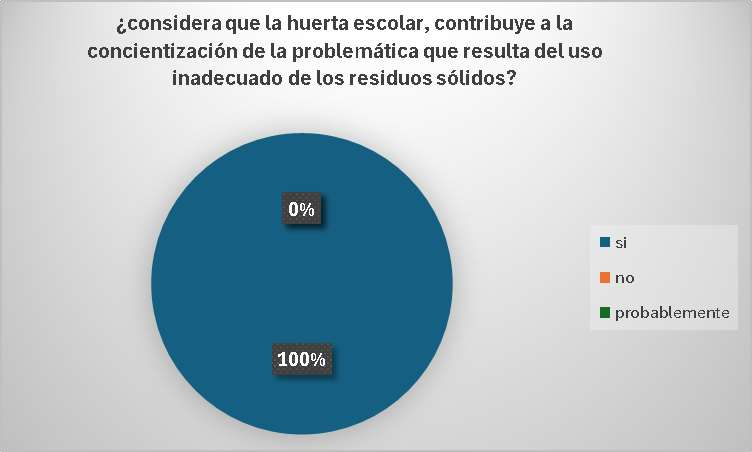 ¿considera que la huerta escolar, contribuye a la
concientización de la problemática que resulta del uso
inadecuado de los residuos sólidos?
0%
100%
si
no
probablemente